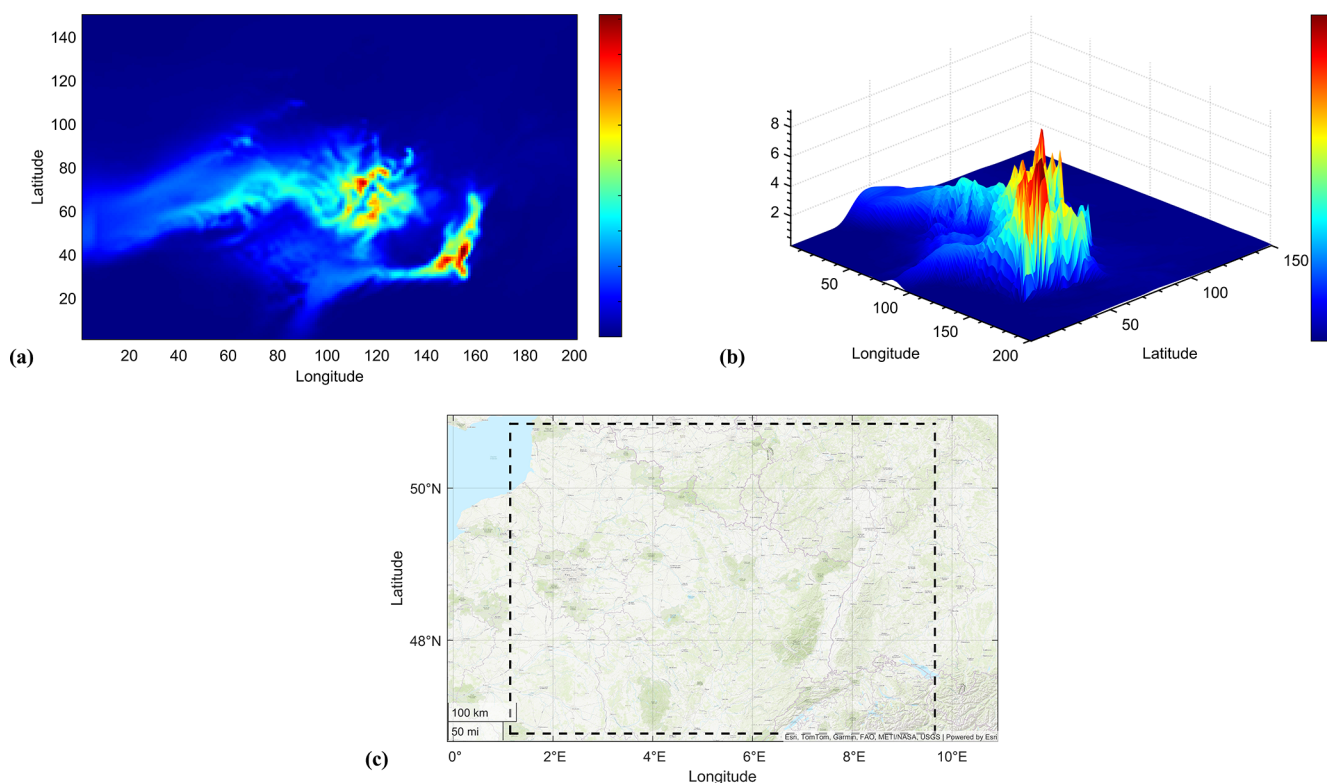 140
120
100
80
60
40
20
Latitude
20 40 60 80 100 120 140 160 180 200
Longitude
(a)
8
6
4
2
50
100
150
200
50
100
150
Longitude
Latitude
(b)
50°N
48°N
Latitude
100 km
50 mi
Esri, TomTom, Garmin, FAO, METI/NASA, USGS | Powered by Esri
0° 2°E 4°E 6°E 8°E 10°E
Longitude
(c)